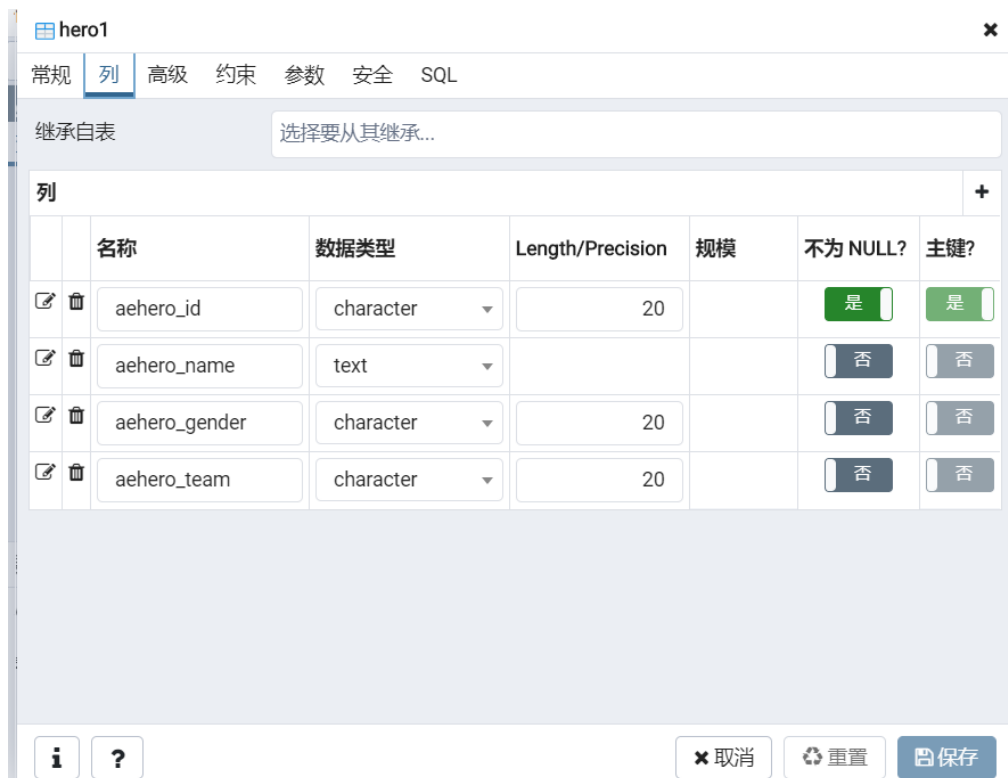 hero1
常规 列 高级 约束 参数 安全 SQL
继承自表 选择要从其继承...
列
名称 数据类型 Length/Precision 规模 不为 NULL? 主键?
aehero_id character 20 是 是
aehero_name text 否 否
aehero_gender character 20 否 否
aehero_team character 20 否 否
取消 重置 保存